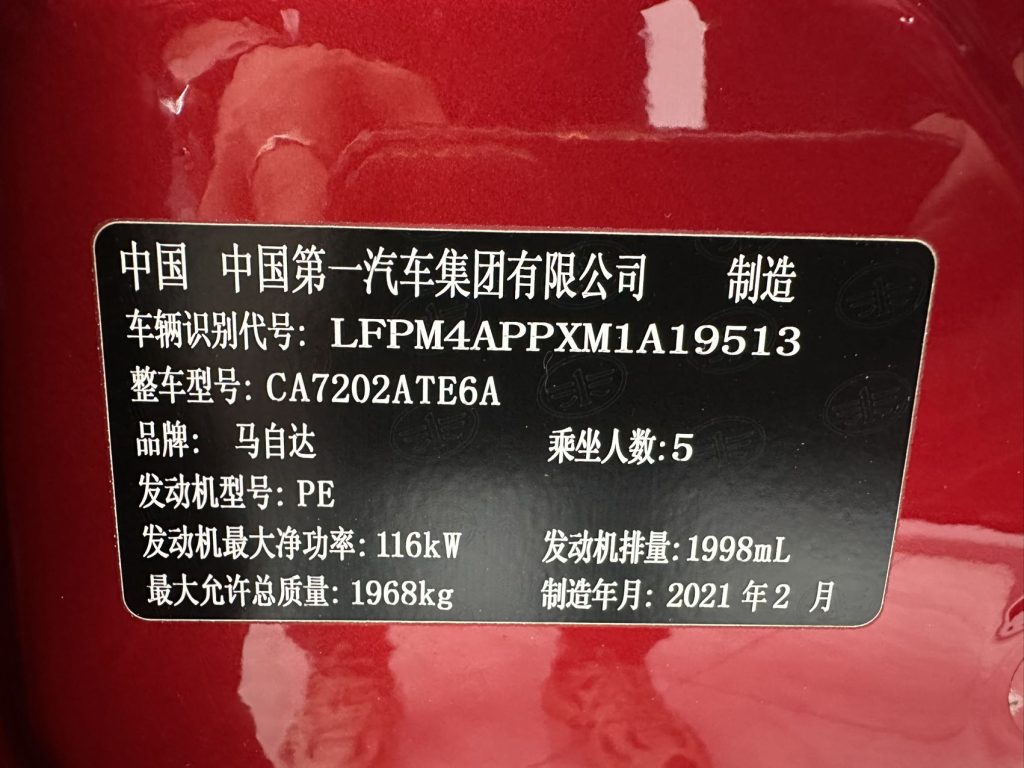 中国 中国第一汽车集团有限公司 制造
车辆识别代号: LFPM4APPXM1A19513
整车型号: CA7202ATE6A
品牌: 马自达 乘坐人数: 5
发动机型号: PE
发动机最大净功率: 116kW 发动机排量: 1998mL
最大允许总质量: 1968kg 制造年月: 2021 年 2 月